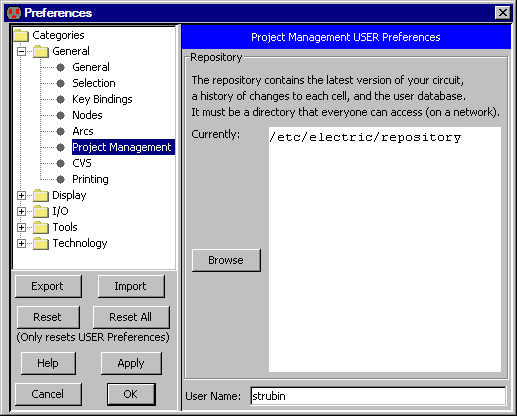 Preferences
Categories
General
General
Selection
Key Bindings
Nodes
Arcs
Project Management
CVS
Printing
Display
I/O
Tools
Technology
Export Import
Reset Reset All
(Only resets USER Preferences)
Help Apply
Cancel OK
Project Management USER Preferences
Repository
The repository contains the latest version of your circuit,
a history of changes to each cell, and the user database.
It must be a directory that everyone can access (on a network).
Currently: /etc/electric/repository
Browse
User Name: strubin